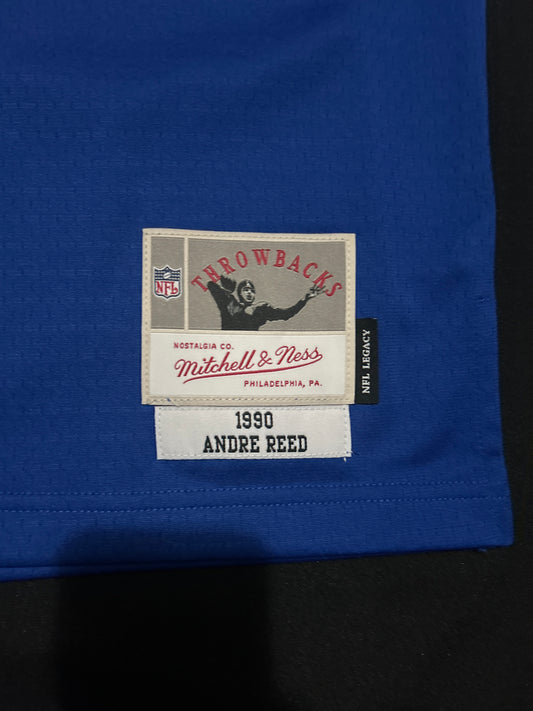 THROWBACKS
NFL
NOSTALGIA CO.
Mitchell & Ness
PHILADELPHIA, PA.
NFL LEGACY
1990
ANDRE REED